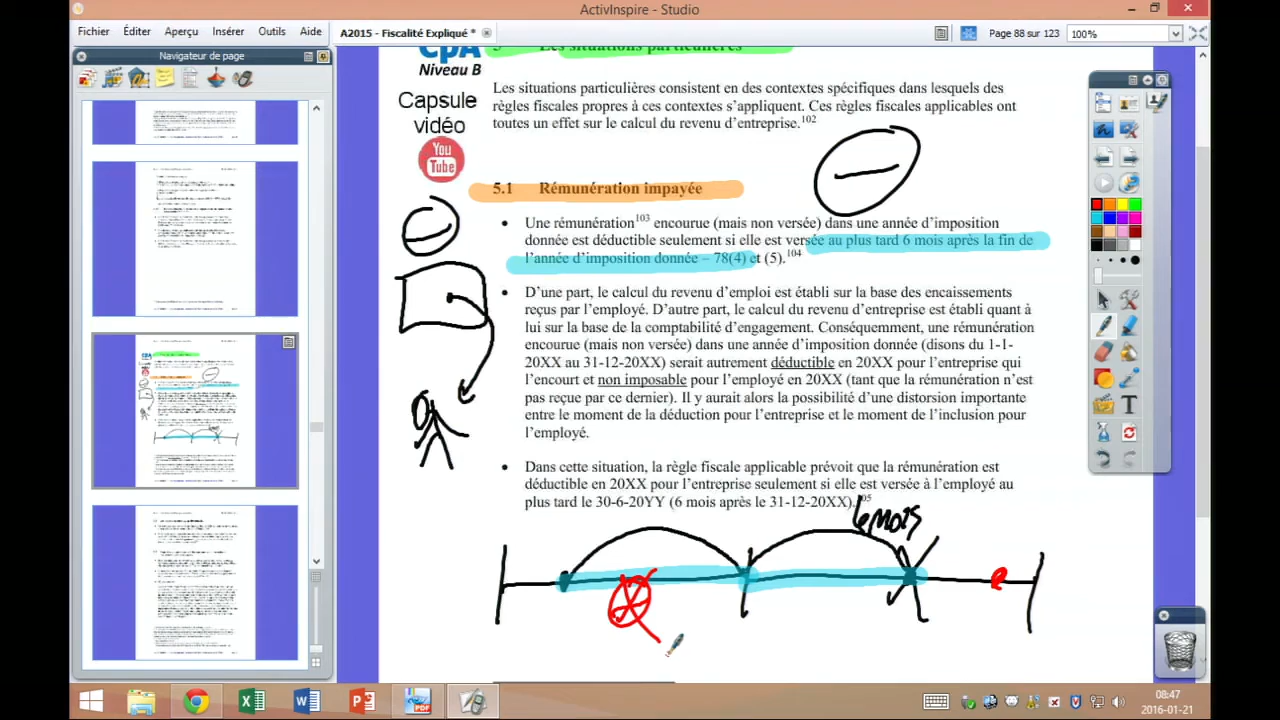 ActivInspire - Studio
Fichier Éditer Aperçu Insérer Outils Aide
A2015 - Fiscalité Expliqué *
Page 88 sur 123
100%
Navigateur de page
5 Les situations particulières
CPA
Niveau B
Capsule
vidéo
You
Tube
Les situations particulières consistent en des contextes spécifiques dans lesquels des
règles fiscales propres à ces contextes s’appliquent. Ces règles fiscales applicables ont
toutes un effet sur le calcul du revenu d’entreprise.102
5.1 Rémunération impayée
Une rémunération103 encourue (mais non versée) dans une année d’imposition
donnée est déductible seulement si elle est versée au plus tard 6 mois après la fin de
l’année d’imposition donnée – 78(4) et (5).104
• D’une part, le calcul du revenu d’emploi est établi sur la base des encaissements
reçus par l’employé. D’autre part, le calcul du revenu d’entreprise est établi quant à
lui sur la base de la comptabilité d’engagement. Conséquemment, une rémunération
encourue (mais non versée) dans une année d’imposition donnée (disons du 1-1-
20XX au 31-12-20XX) serait autrement déductible en 20XX pour l’entreprise qui
l’encourt et non-imposable pour l’employé en 20XX (tant que la rémunération n’est
pas reçue par l’employé). Il y aurait alors la possibilité d’une distorsion importante
entre le moment de la déduction pour l’entreprise et le moment de l’inclusion pour
l’employé.
• Dans cette situation, la règle fiscale applicable prévoit que la rémunération est
déductible en 20XX pour l’entreprise seulement si elle est versée à l’employé au
plus tard le 30-6-20YY (6 mois après le 31-12-20XX).105
6 mois
08:47
2016-01-21